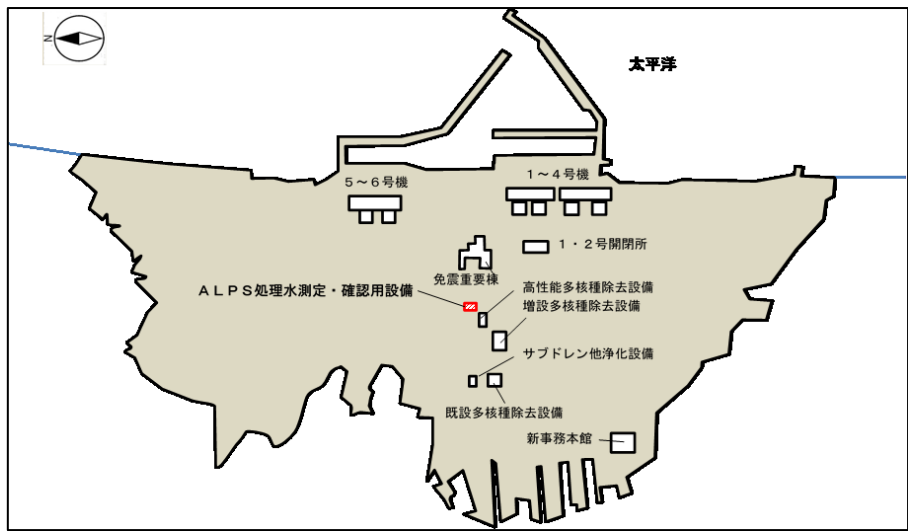 N
太平洋
5~6号機
1~4号機
1・2号開閉所
免震重要棟
ALPS処理水測定・確認用設備
高性能多核種除去設備
増設多核種除去設備
サブドレン他浄化設備
既設多核種除去設備
新事務本館